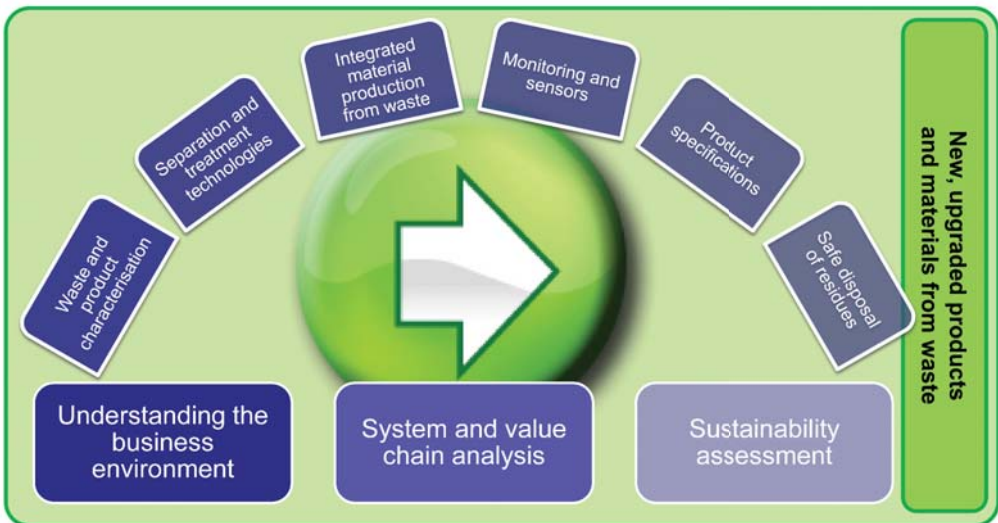 Waste and
product
characterisation
Separation and
treatment
technologies
Integrated
material
production
from waste
Monitoring and
sensors
Product
specifications
Safe disposal
of residues
New, upgraded products
and materials from waste
Understanding the
business
environment
System and value
chain analysis
Sustainability
assessment